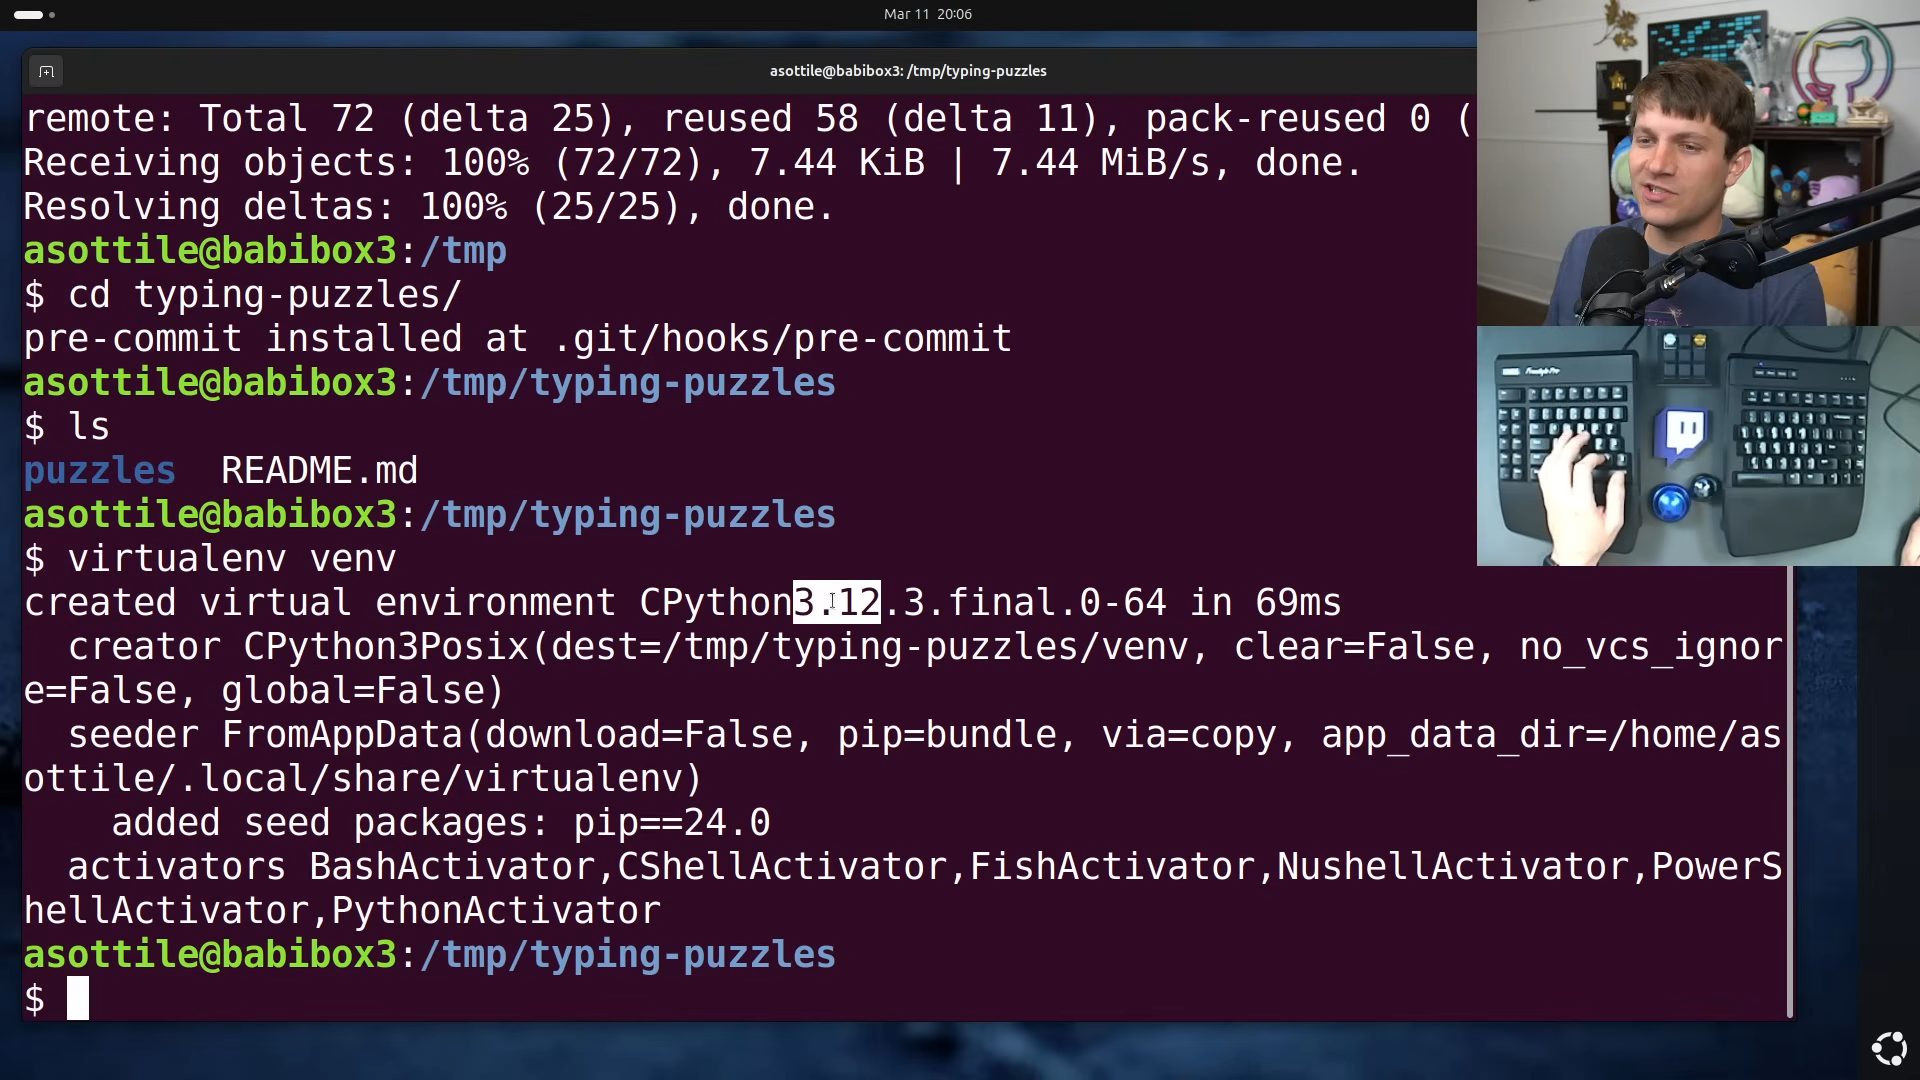 Mar 11 20:06
asottile@babibox3: /tmp/typing-puzzles
remote: Total 72 (delta 25), reused 58 (delta 11), pack-reused 0 (
Receiving objects: 100% (72/72), 7.44 KiB | 7.44 MiB/s, done.
Resolving deltas: 100% (25/25), done.
asottile@babibox3:/tmp
$ cd typing-puzzles/
pre-commit installed at .git/hooks/pre-commit
asottile@babibox3:/tmp/typing-puzzles
$ ls
puzzles  README.md
asottile@babibox3:/tmp/typing-puzzles
$ virtualenv venv
created virtual environment CPython3.12.3.final.0-64 in 69ms
  creator CPython3Posix(dest=/tmp/typing-puzzles/venv, clear=False, no_vcs_ignor
e=False, global=False)
  seeder FromAppData(download=False, pip=bundle, via=copy, app_data_dir=/home/as
ottile/.local/share/virtualenv)
    added seed packages: pip==24.0
  activators BashActivator,CShellActivator,FishActivator,NushellActivator,PowerS
hellActivator,PythonActivator
asottile@babibox3:/tmp/typing-puzzles
$